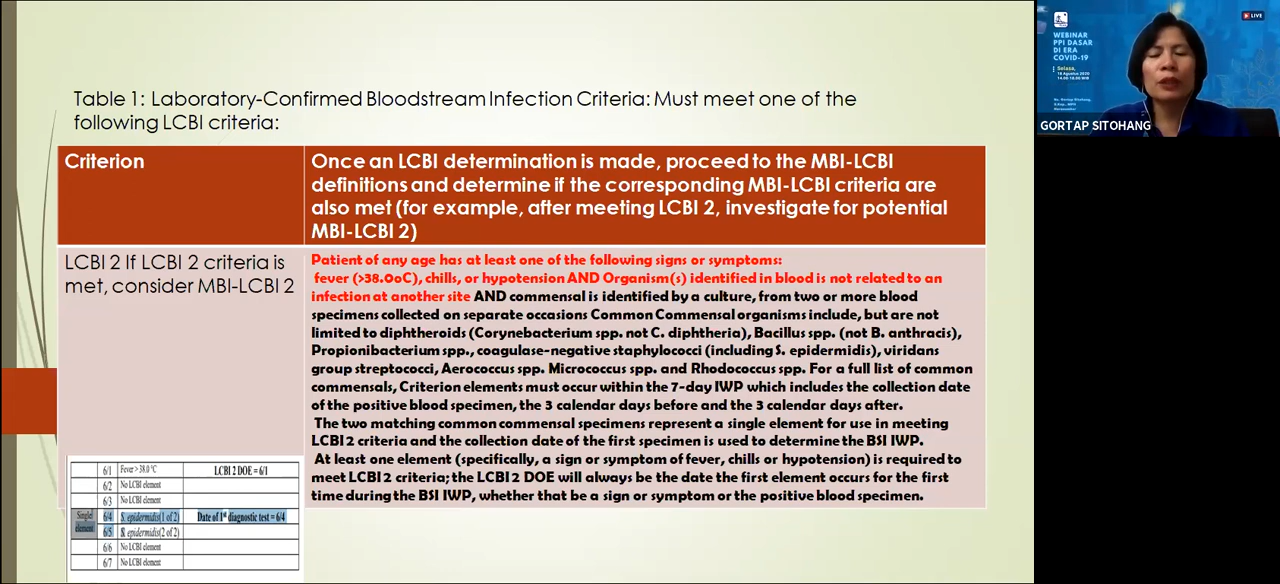 Table 1: Laboratory-Confirmed Bloodstream Infection Criteria: Must meet one of the
following LCBI criteria:
Criterion
Once an LCBI determination is made, proceed to the MBI-LCBI
definitions and determine if the corresponding MBI-LCBI criteria are
also met (for example, after meeting LCBI 2, investigate for potential
MBI-LCBI 2)
LCBI 2 If LCBI 2 criteria is
met, consider MBI-LCBI 2
Patient of any age has at least one of the following signs or symptoms:
fever (>38.0oC), chills, or hypotension AND Organism(s) identified in blood is not related to an
infection at another site AND commensal is identified by a culture, from two or more blood
specimens collected on separate occasions Common Commensal organisms include, but are not
limited to diphtheroids (Corynebacterium spp. not C. diphtheria), Bacillus spp. (not B. anthracis),
Propionibacterium spp., coagulase-negative staphylococci (including S. epidermidis), viridans
group streptococci, Aerococcus spp. Micrococcus spp. and Rhodococcus spp. For a full list of common
commensals, Criterion elements must occur within the 7-day IWP which includes the collection date
of the positive blood specimen, the 3 calendar days before and the 3 calendar days after.
The two matching common commensal specimens represent a single element for use in meeting
LCBI 2 criteria and the collection date of the first specimen is used to determine the BSI IWP.
At least one element (specifically, a sign or symptom of fever, chills or hypotension) is required to
meet LCBI 2 criteria; the LCBI 2 DOE will always be the date the first element occurs for the first
time during the BSI IWP, whether that be a sign or symptom or the positive blood specimen.
6/1 Fever > 38.0 °C LCBI 2 DOE = 6/1
6/2 No LCBI element
6/3 No LCBI element
Single element
6/4 S. epidermidis (1 of 2) Date of 1st diagnostic test = 6/4
6/5 S. epidermidis (2 of 2)
6/6 No LCBI element
6/7 No LCBI element
LIVE
WEBINAR
PPI DASAR
DI ERA
COVID-19
Selasa,
18 Agustus 2020
GORTAP SITOHANG